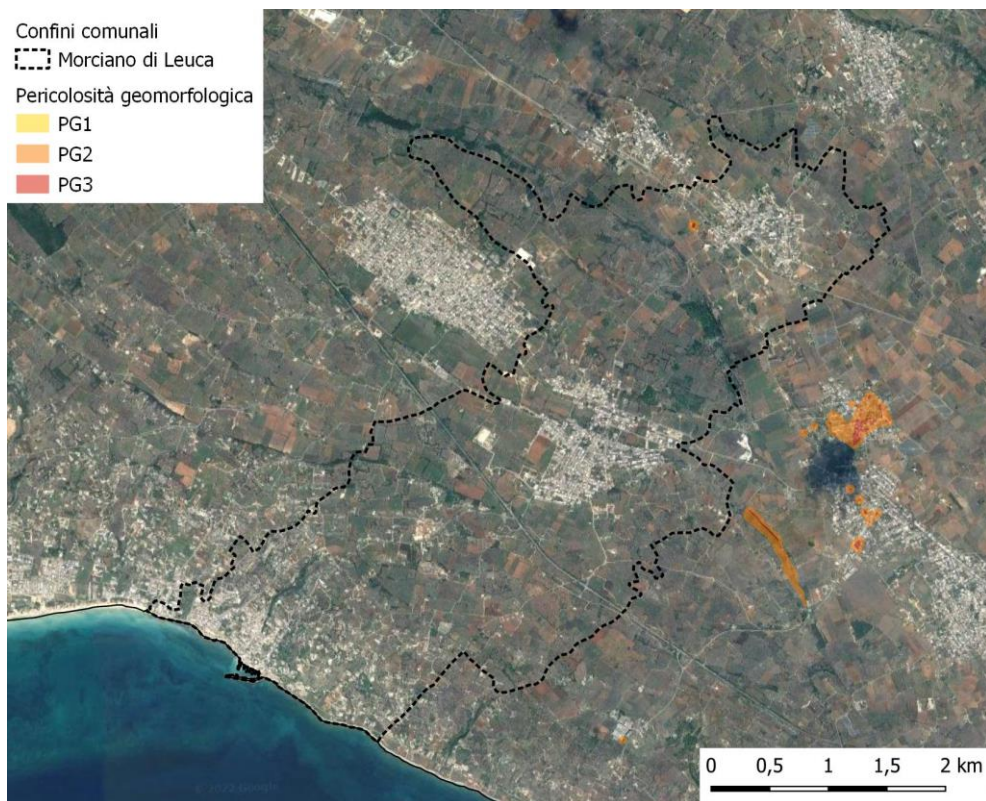 Confini comunali
Morciano di Leuca
Pericolosità geomorfologica
PG1
PG2
PG3
0 0,5 1 1,5 2 km